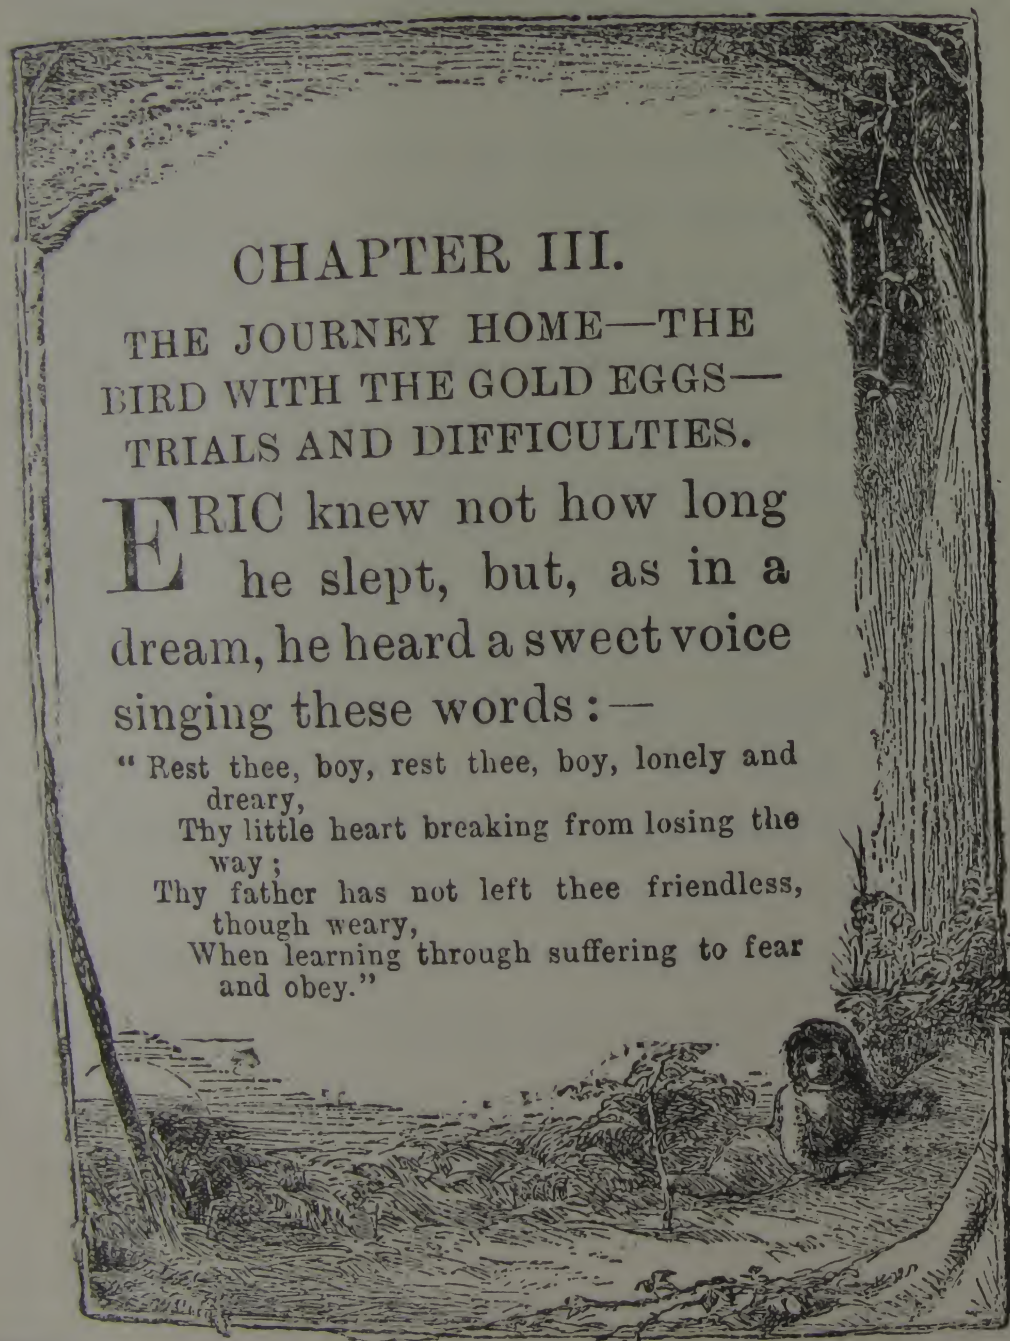 CHAPTER III.
THE JOURNEY HOME—THE
BIRD WITH THE GOLD EGGS—
TRIALS AND DIFFICULTIES.
ERIC knew not how long
he slept, but, as in a
dream, he heard a sweet voice
singing these words :—
“ Rest thee, boy, rest thee, boy, lonely and
dreary,
Thy little heart breaking from losing the
way ;
Thy father has not left thee friendless,
though weary,
When learning through suffering to fear
and obey.”